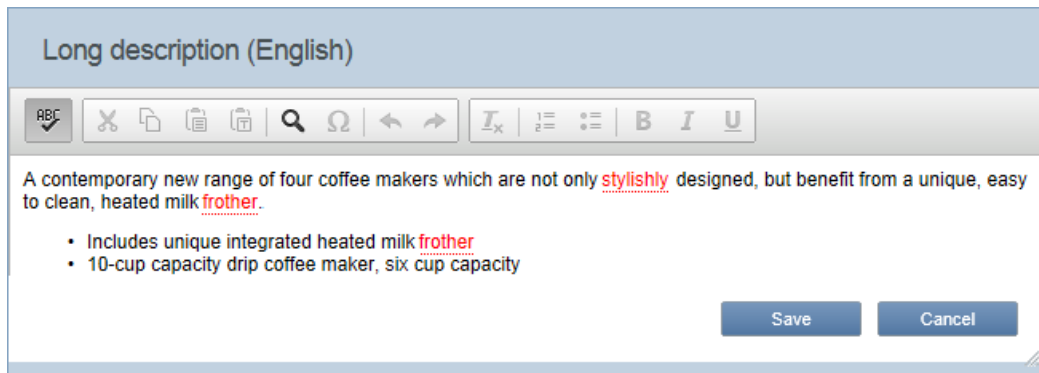 Long description (English)
ABC
A contemporary new range of four coffee makers which are not only stylishly designed, but benefit from a unique, easy
to clean, heated milk frother.
• Includes unique integrated heated milk frother
• 10-cup capacity drip coffee maker, six cup capacity
Save Cancel